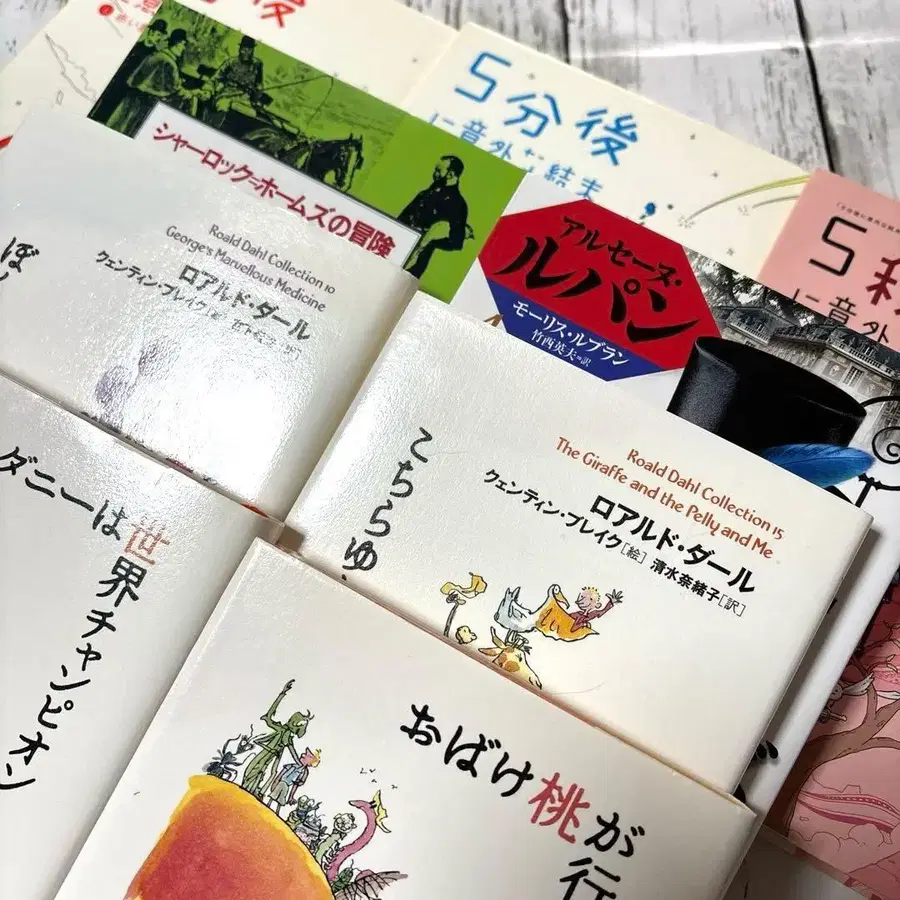 後
5分後
に意外な結末
5秒
に意外
シャーロック=ホームズの冒険
アルセーヌ・
ルパン
モーリス・ルブラン
竹西英夫=訳
Roald Dahl Collection 10
George's Marvellous Medicine
ロアルド・ダール
クェンティン・ブレイク
ぼ
Roald Dahl Collection 15
The Giraffe and the Pelly and Me
ロアルド・ダール
クェンティン・ブレイク[絵] 清水奈緒子[訳]
こちらゆ
ダニーは世界チャンピオン
おばけ桃が
行